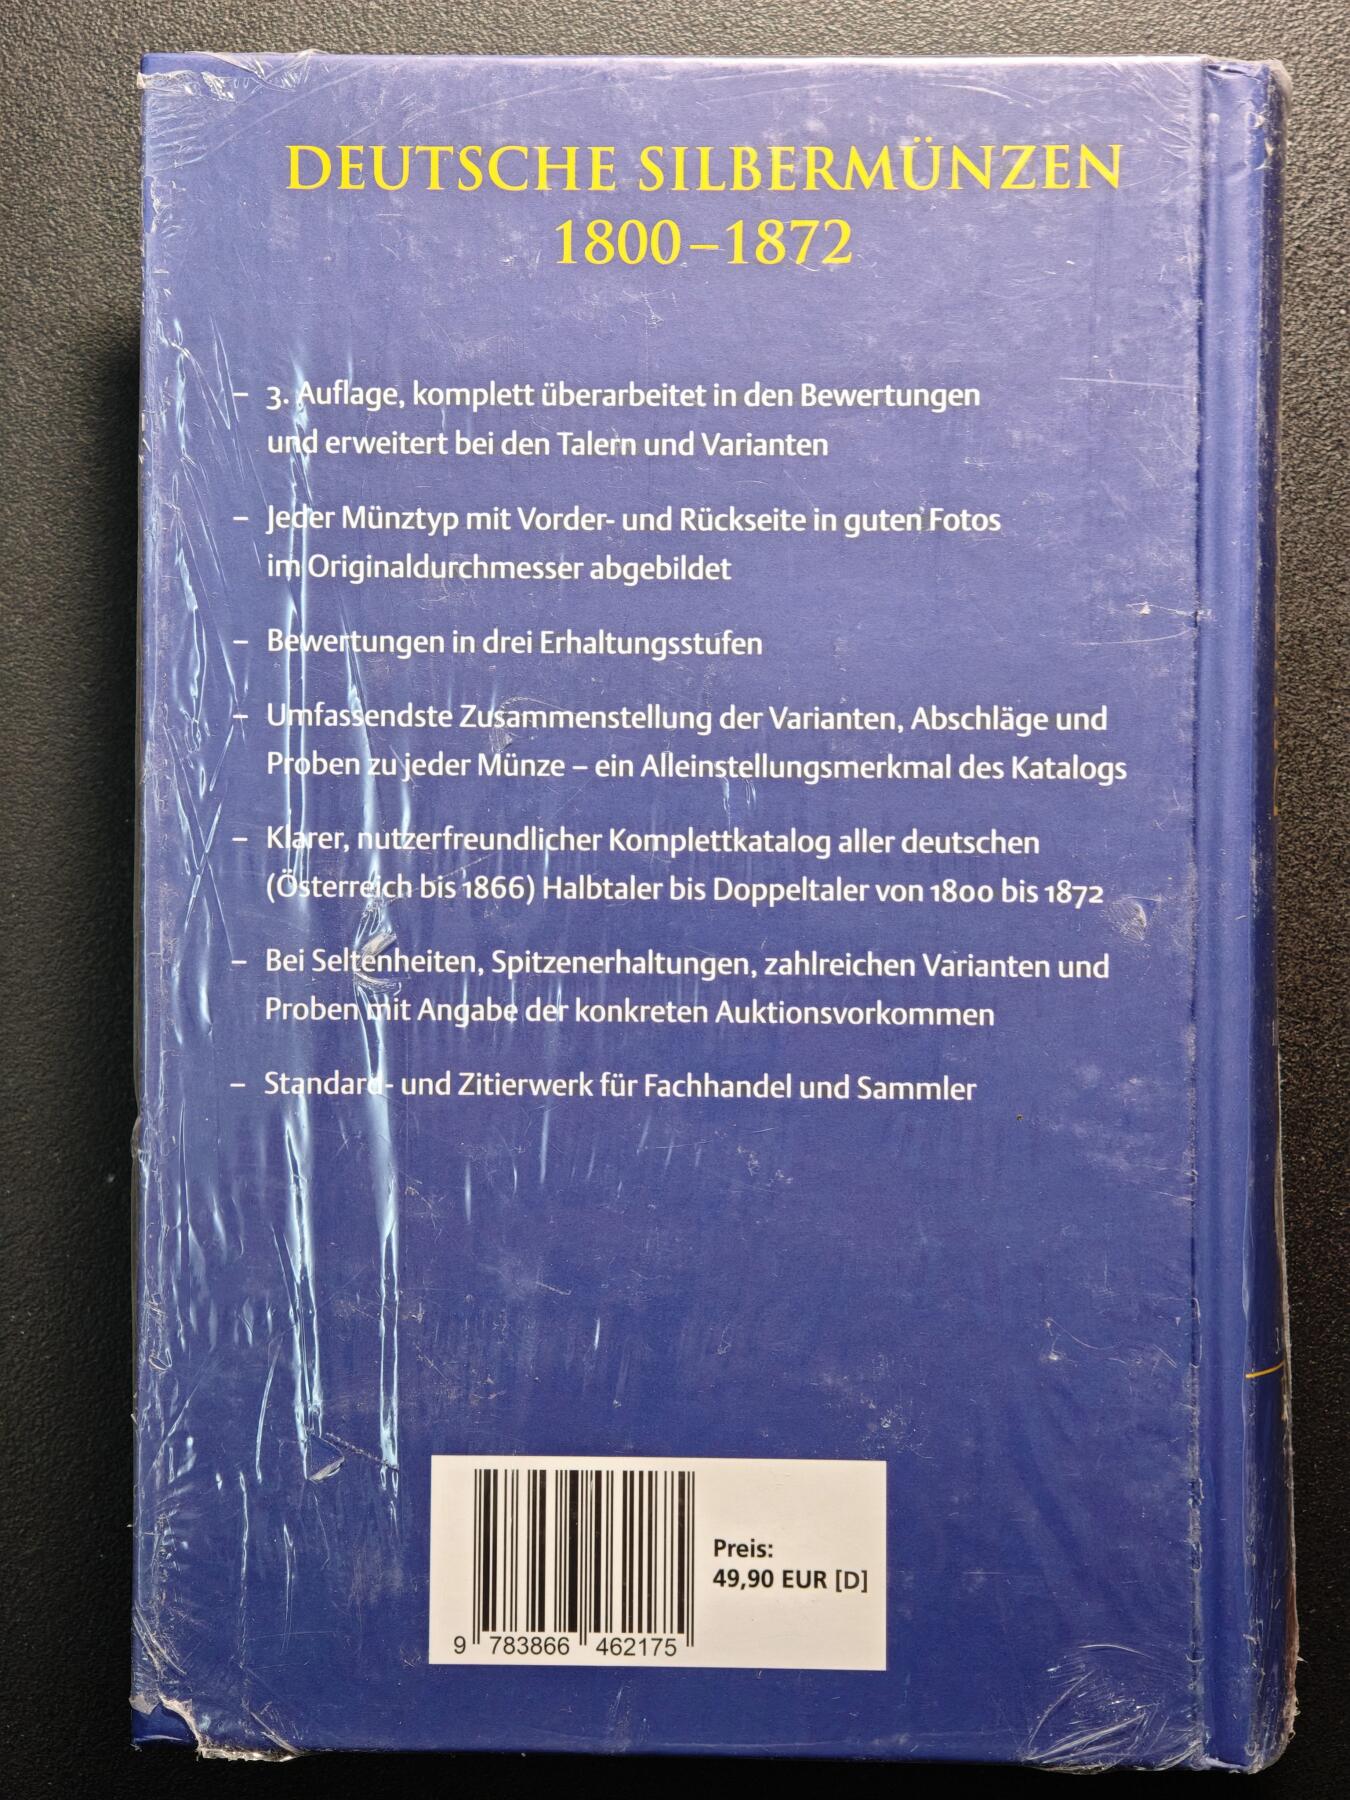 DEUTSCHE SILBERMÜNZEN
1800–1872
– 3. Auflage, komplett überarbeitet in den Bewertungen
und erweitert bei den Talern und Varianten
– Jeder Münztyp mit Vorder- und Rückseite in guten Fotos
im Originaldurchmesser abgebildet
– Bewertungen in drei Erhaltungsstufen
– Umfassendste Zusammenstellung der Varianten, Abschläge und
Proben zu jeder Münze – ein Alleinstellungsmerkmal des Katalogs
– Klarer, nutzerfreundlicher Komplettkatalog aller deutschen
(Österreich bis 1866) Halbtaler bis Doppeltaler von 1800 bis 1872
– Bei Seltenheiten, Spitzenerhaltungen, zahlreichen Varianten und
Proben mit Angabe der konkreten Auktionsvorkommen
– Standard- und Zitierwerk für Fachhandel und Sammler
Preis:
49,90 EUR [D]
9 783866 462175